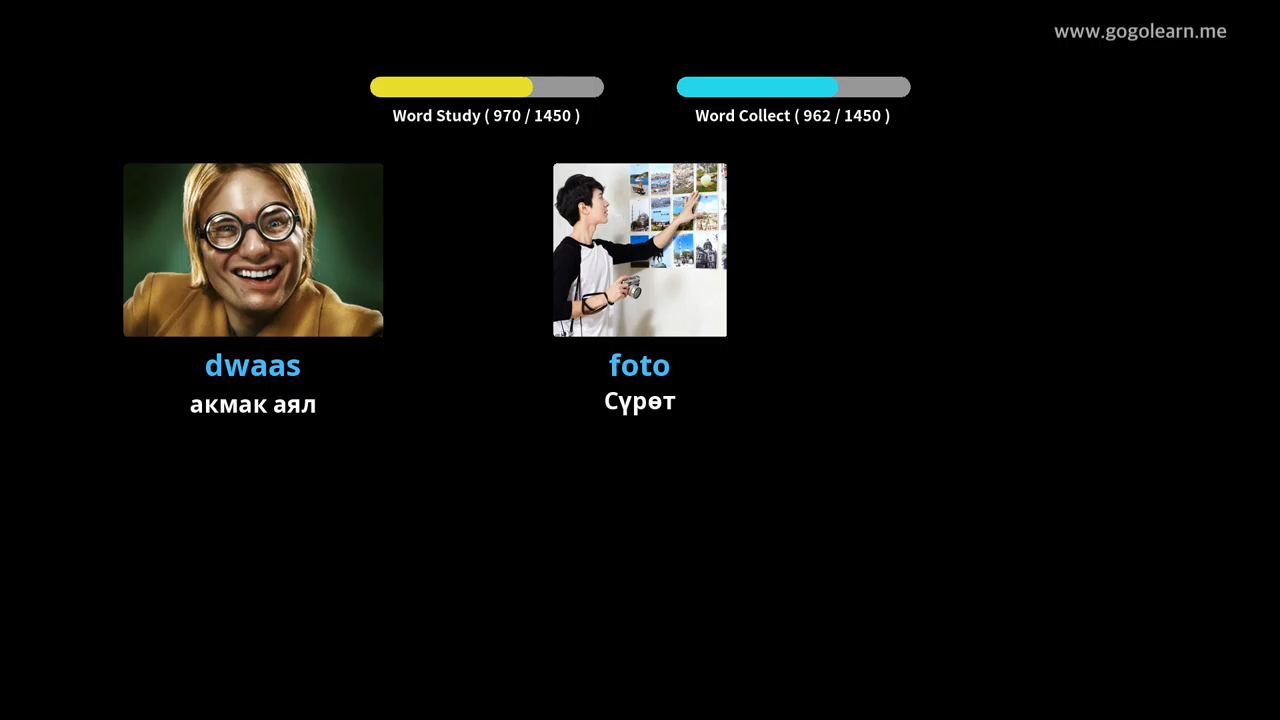 www.gogolearn.me
Word Study ( 970 / 1450 )
Word Collect ( 962 / 1450 )
dwaas
foto
акмак аял
Сүрөт